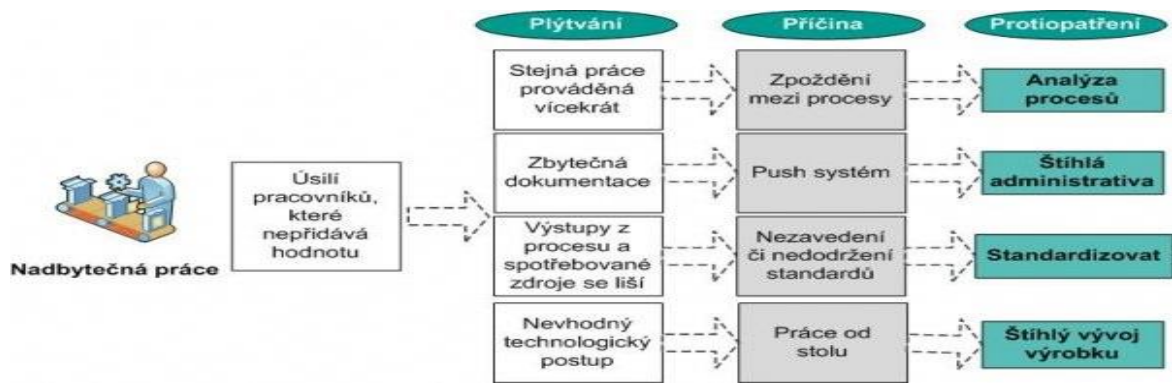 Plýtvání
Příčina
Protiopatření
Stejná práce
prováděná
vícekrát
Zpoždění
mezi procesy
Analýza
procesů
Zbytečná
dokumentace
Push systém
Štíhlá
administrativa
Úsilí
pracovníků,
které
nepřidává
hodnotu
Nadbytečná práce
Výstupy z
procesu a
spotřebované
zdroje se liší
Nezavedení
či nedodržení
standardů
Standardizovat
Nevhodný
technologický
postup
Práce od
stolu
Štíhlý vývoj
výrobku